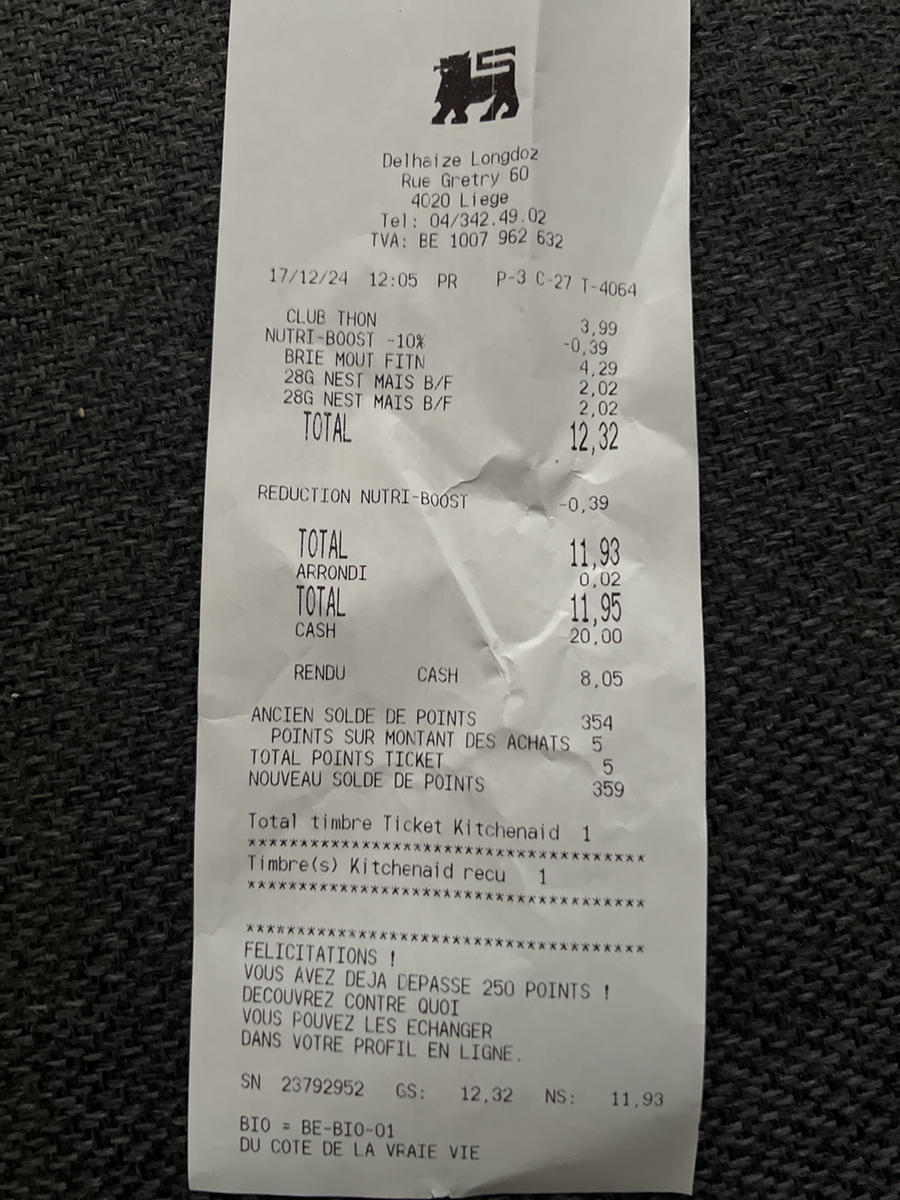 Delhaize Longdoz
Rue Gretry 60
4020 Liege
Tel: 04/342.49.02
TVA: BE 1007 962 632
17/12/24 12:05 PR P-3 C-27 T-4064
CLUB THON 3,99
NUTRI-BOOST -10% -0,39
BRIE MOUT FITN 4,29
28G NEST MAIS B/F 2,02
28G NEST MAIS B/F 2,02
TOTAL 12,32
REDUCTION NUTRI-BOOST -0,39
TOTAL 11,93
ARRONDI 0,02
TOTAL 11,95
CASH 20,00
RENDU CASH 8,05
ANCIEN SOLDE DE POINTS 354
POINTS SUR MONTANT DES ACHATS 5
TOTAL POINTS TICKET 5
NOUVEAU SOLDE DE POINTS 359
Total timbre Ticket Kitchenaid 1
***************************************
Timbre(s) Kitchenaid recu 1
***************************************
***************************************
FELICITATIONS !
VOUS AVEZ DEJA DEPASSE 250 POINTS !
DECOUVREZ CONTRE QUOI
VOUS POUVEZ LES ECHANGER
DANS VOTRE PROFIL EN LIGNE.
SN 23792952 GS: 12,32 NS: 11,93
BIO = BE-BIO-01
DU COTE DE LA VRAIE VIE